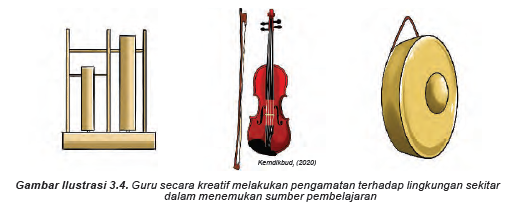 Kemdikbud, (2020)
Gambar Ilustrasi 3.4. Guru secara kreatif melakukan pengamatan terhadap lingkungan sekitar
dalam menemukan sumber pembelajaran